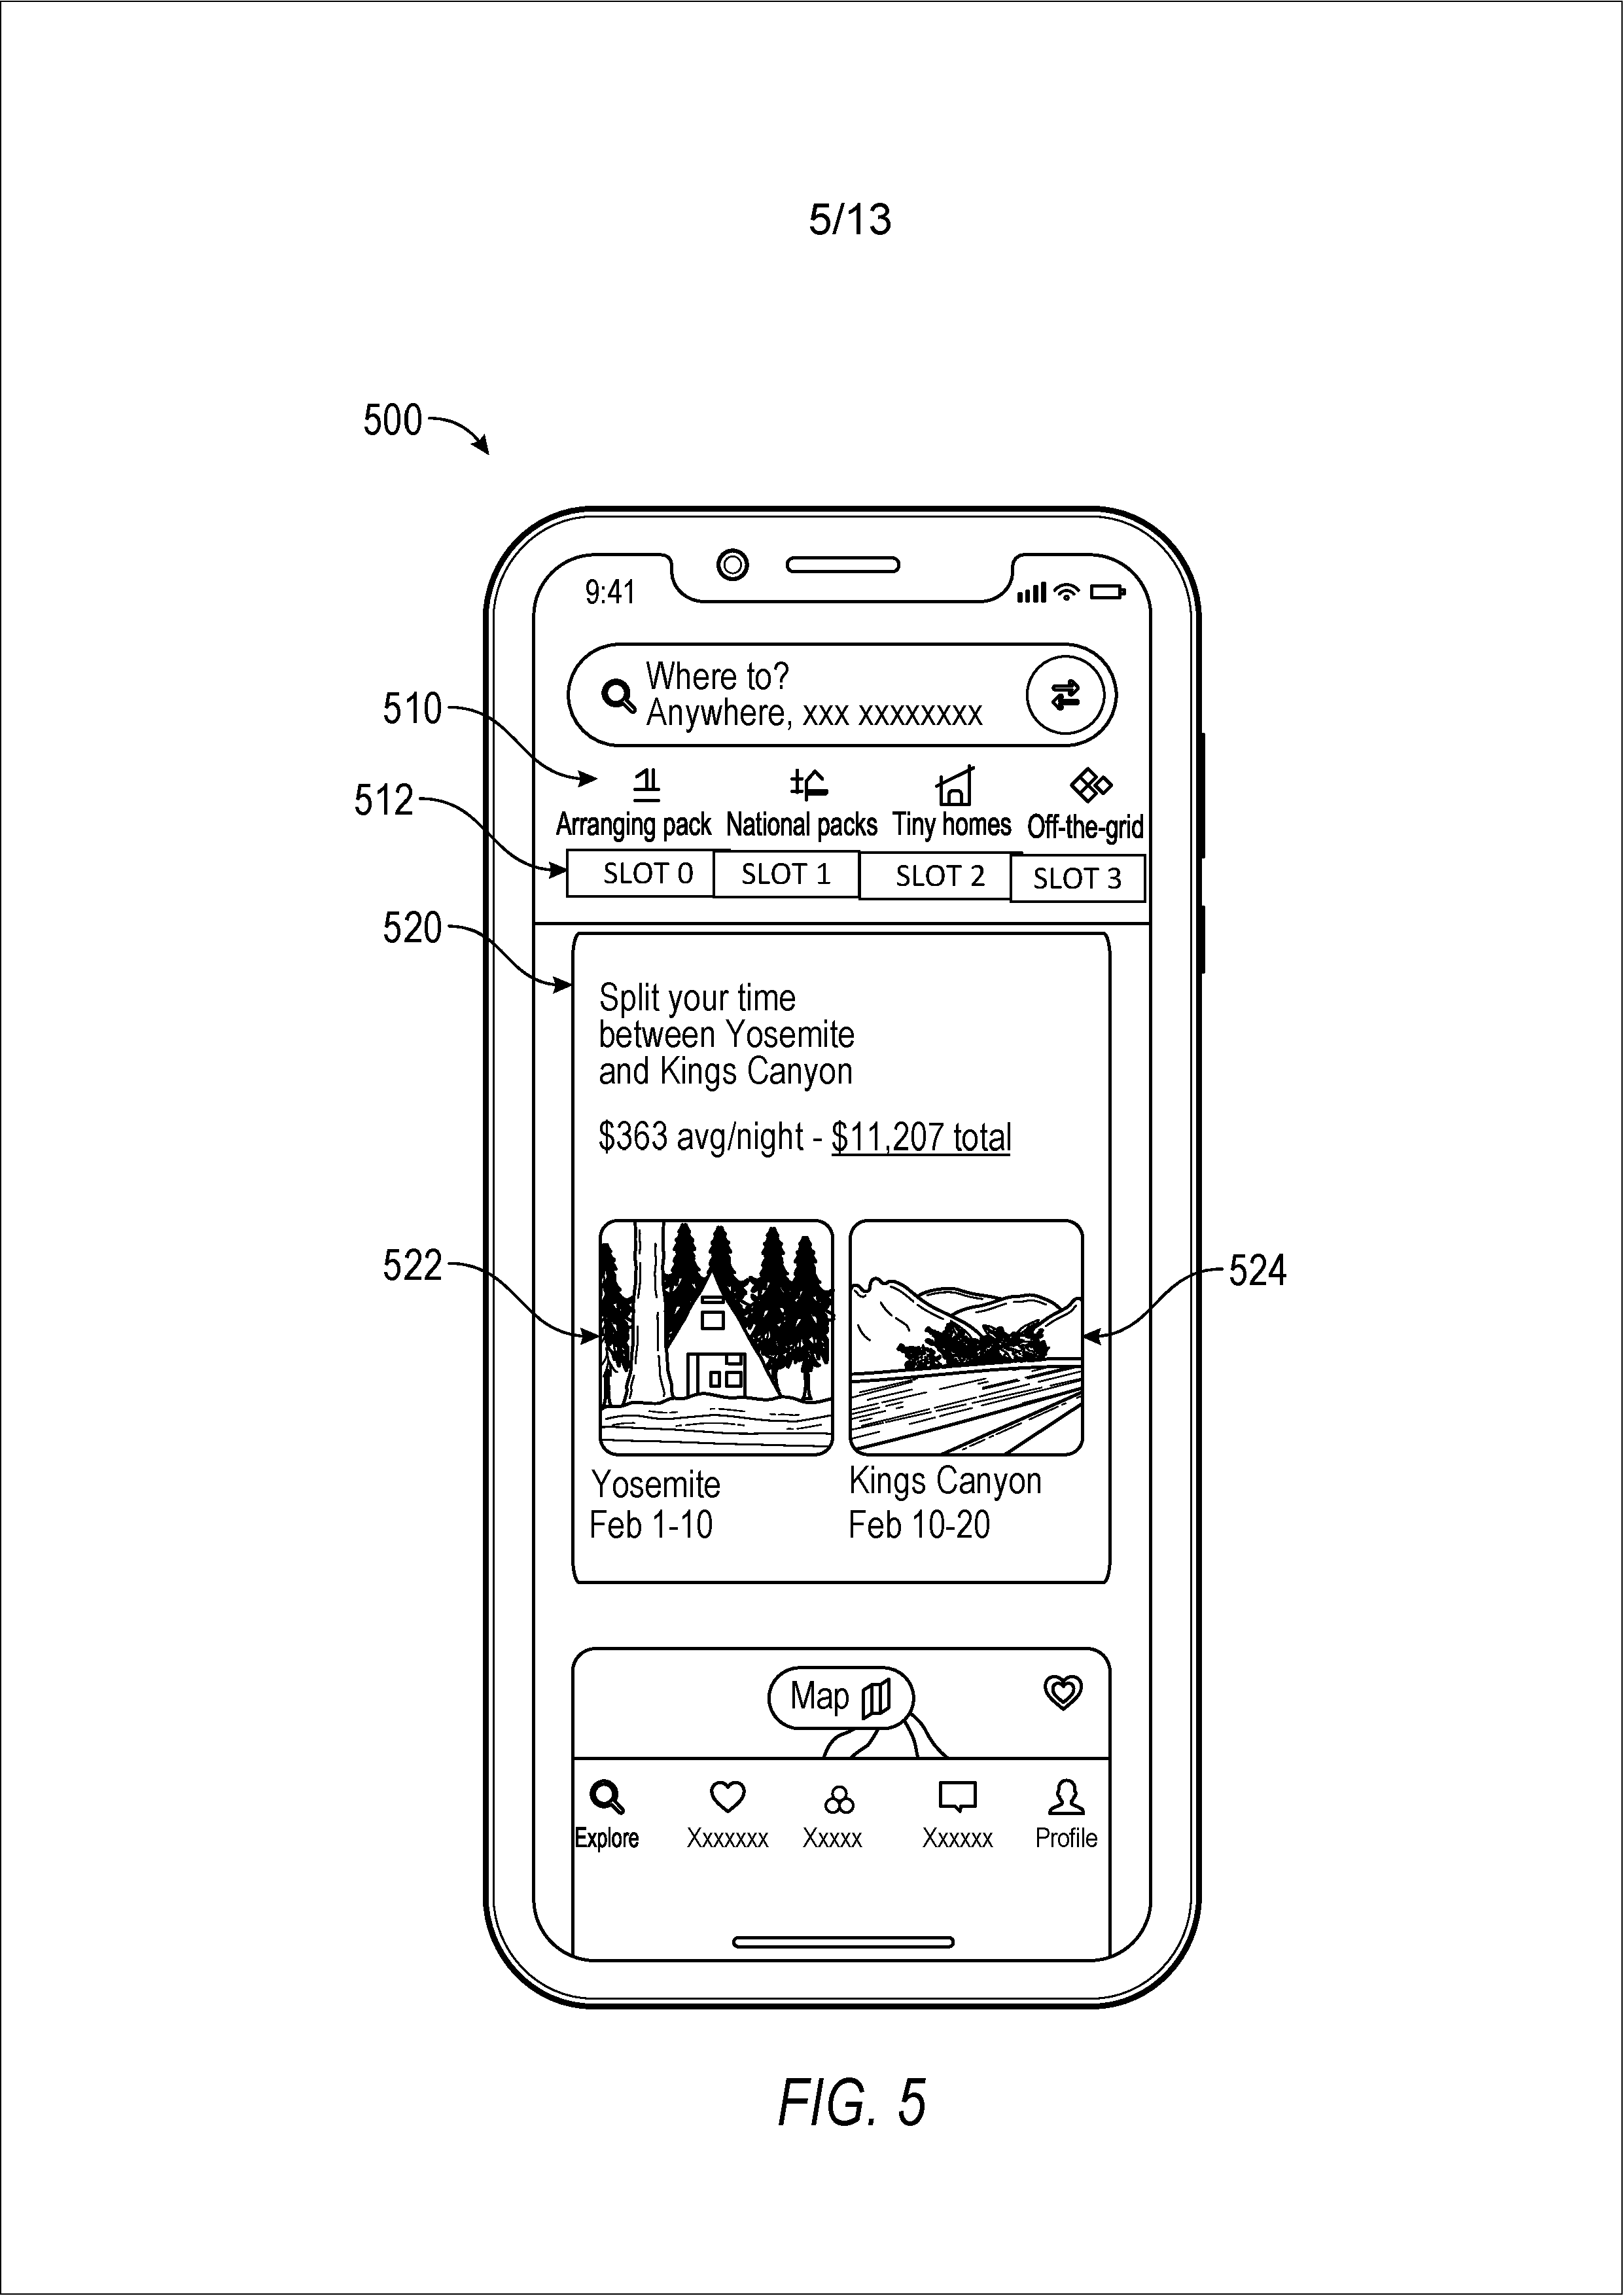 5/13
500
9:41
Where to?
510
Anywhere, xxx xxxxxxxx
512
Arranging pack National packs Tiny homes Off-the-grid
SLOT 0 SLOT 1 SLOT 2 SLOT 3
520
Split your time
between Yosemite
and Kings Canyon
$363 avg/night - $11,207 total
522
524
Yosemite
Feb 1-10
Kings Canyon
Feb 10-20
Map
Explore Xxxxxxx Xxxxx Xxxxxx Profile
FIG. 5